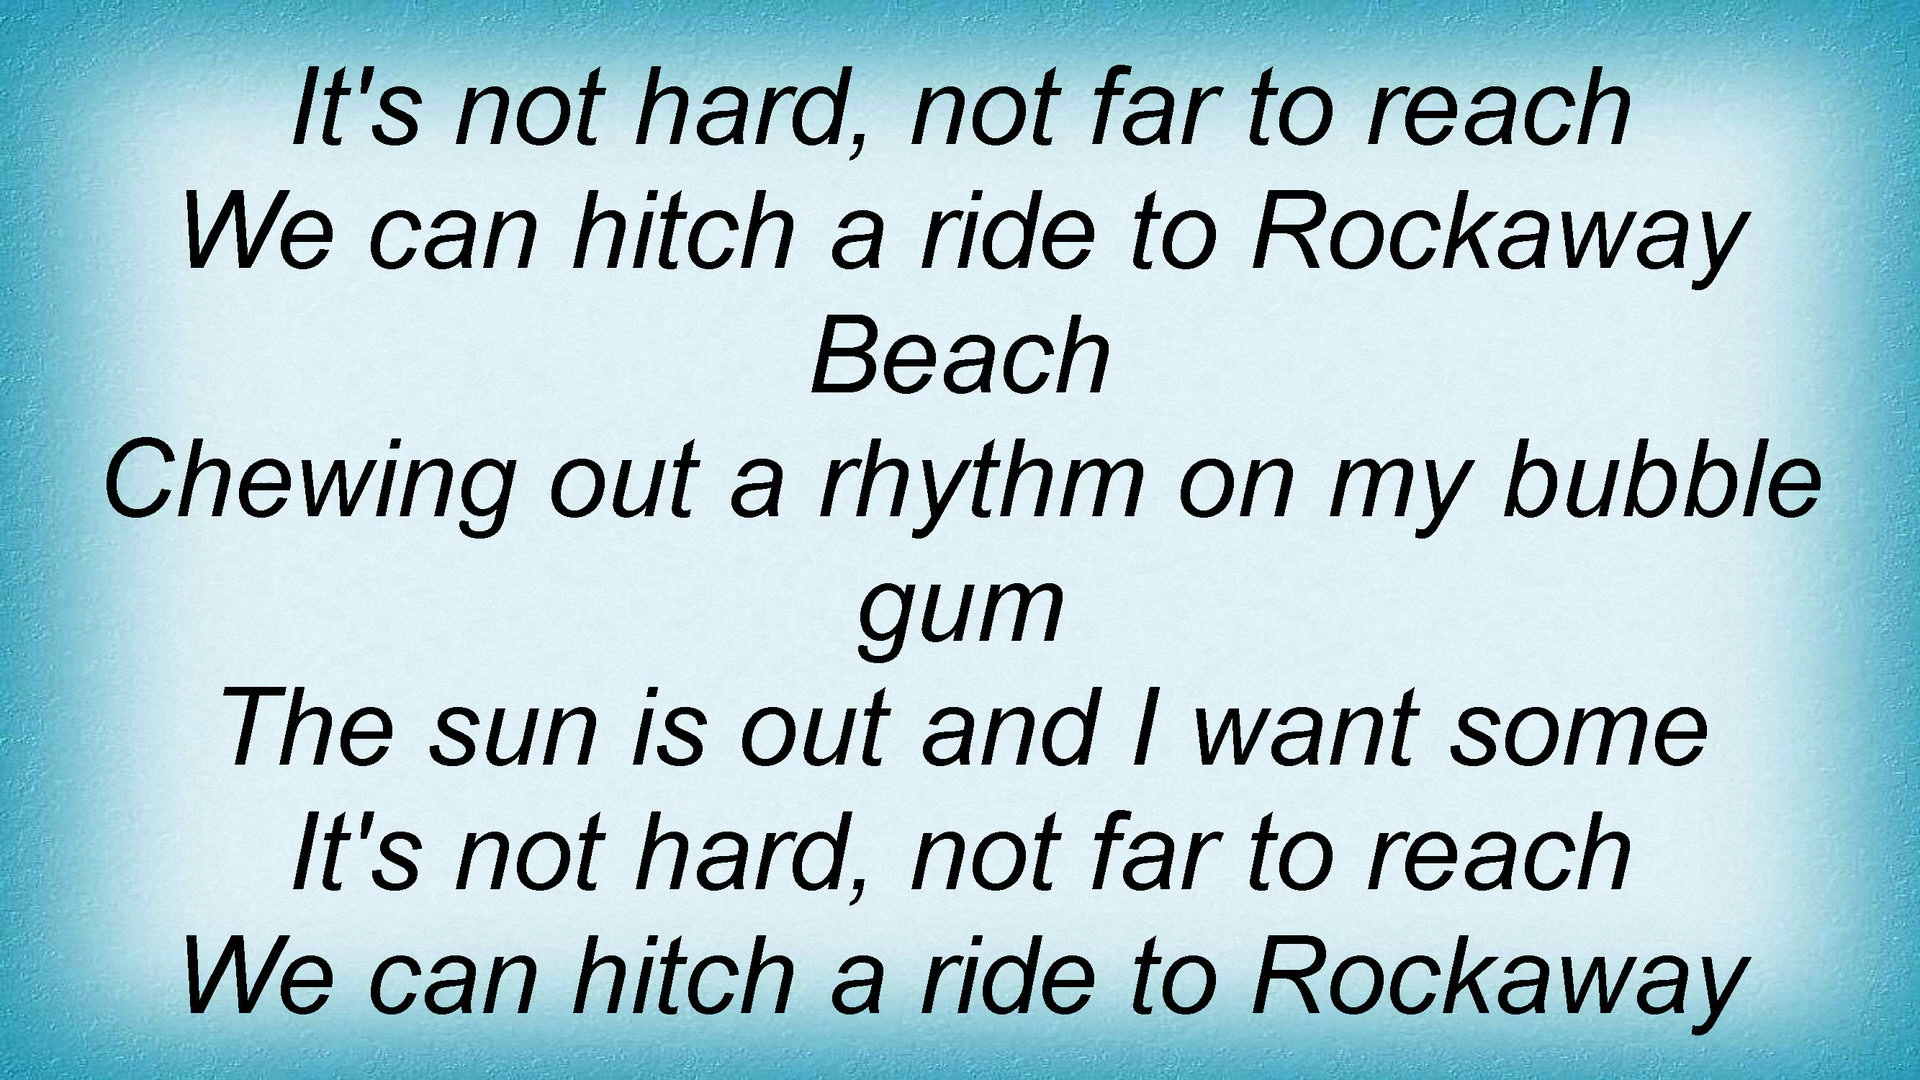 It's not hard, not far to reach
We can hitch a ride to Rockaway
Beach
Chewing out a rhythm on my bubble
gum
The sun is out and I want some
It's not hard, not far to reach
We can hitch a ride to Rockaway